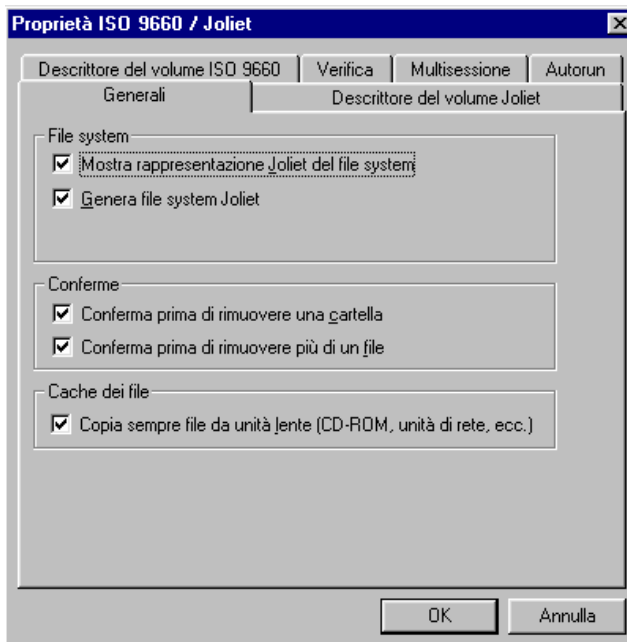 Proprietà ISO 9660 / Joliet
Descrittore del volume ISO 9660 Verifica Multisessione Autorun
Generali Descrittore del volume Joliet
File system
Mostra rappresentazione Joliet del file system
Genera file system Joliet
Conferme
Conferma prima di rimuovere una cartella
Conferma prima di rimuovere più di un file
Cache dei file
Copia sempre file da unità lente (CD-ROM, unità di rete, ecc.)
OK Annulla